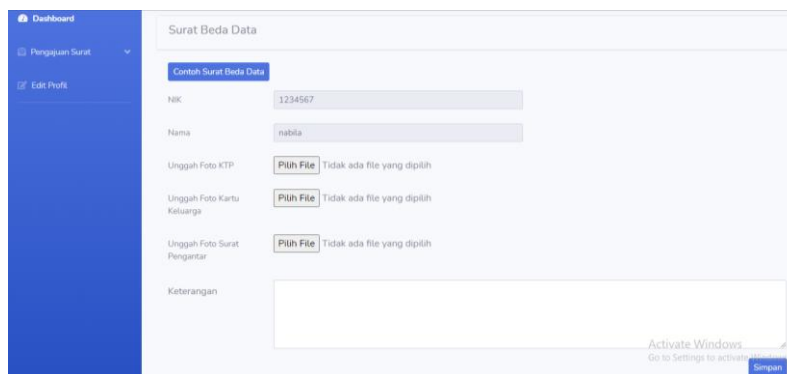 Dashboard
Pengajuan Surat
Edit Profil
Surat Beda Data
Contoh Surat Beda Data
NIK
1234567
Nama
nabila
Unggah Foto KTP
Pilih File Tidak ada file yang dipilih
Unggah Foto Kartu
Keluarga
Pilih File Tidak ada file yang dipilih
Unggah Foto Surat
Pengantar
Pilih File Tidak ada file yang dipilih
Keterangan
Activate Windows
Go to Settings to activate
Simpan